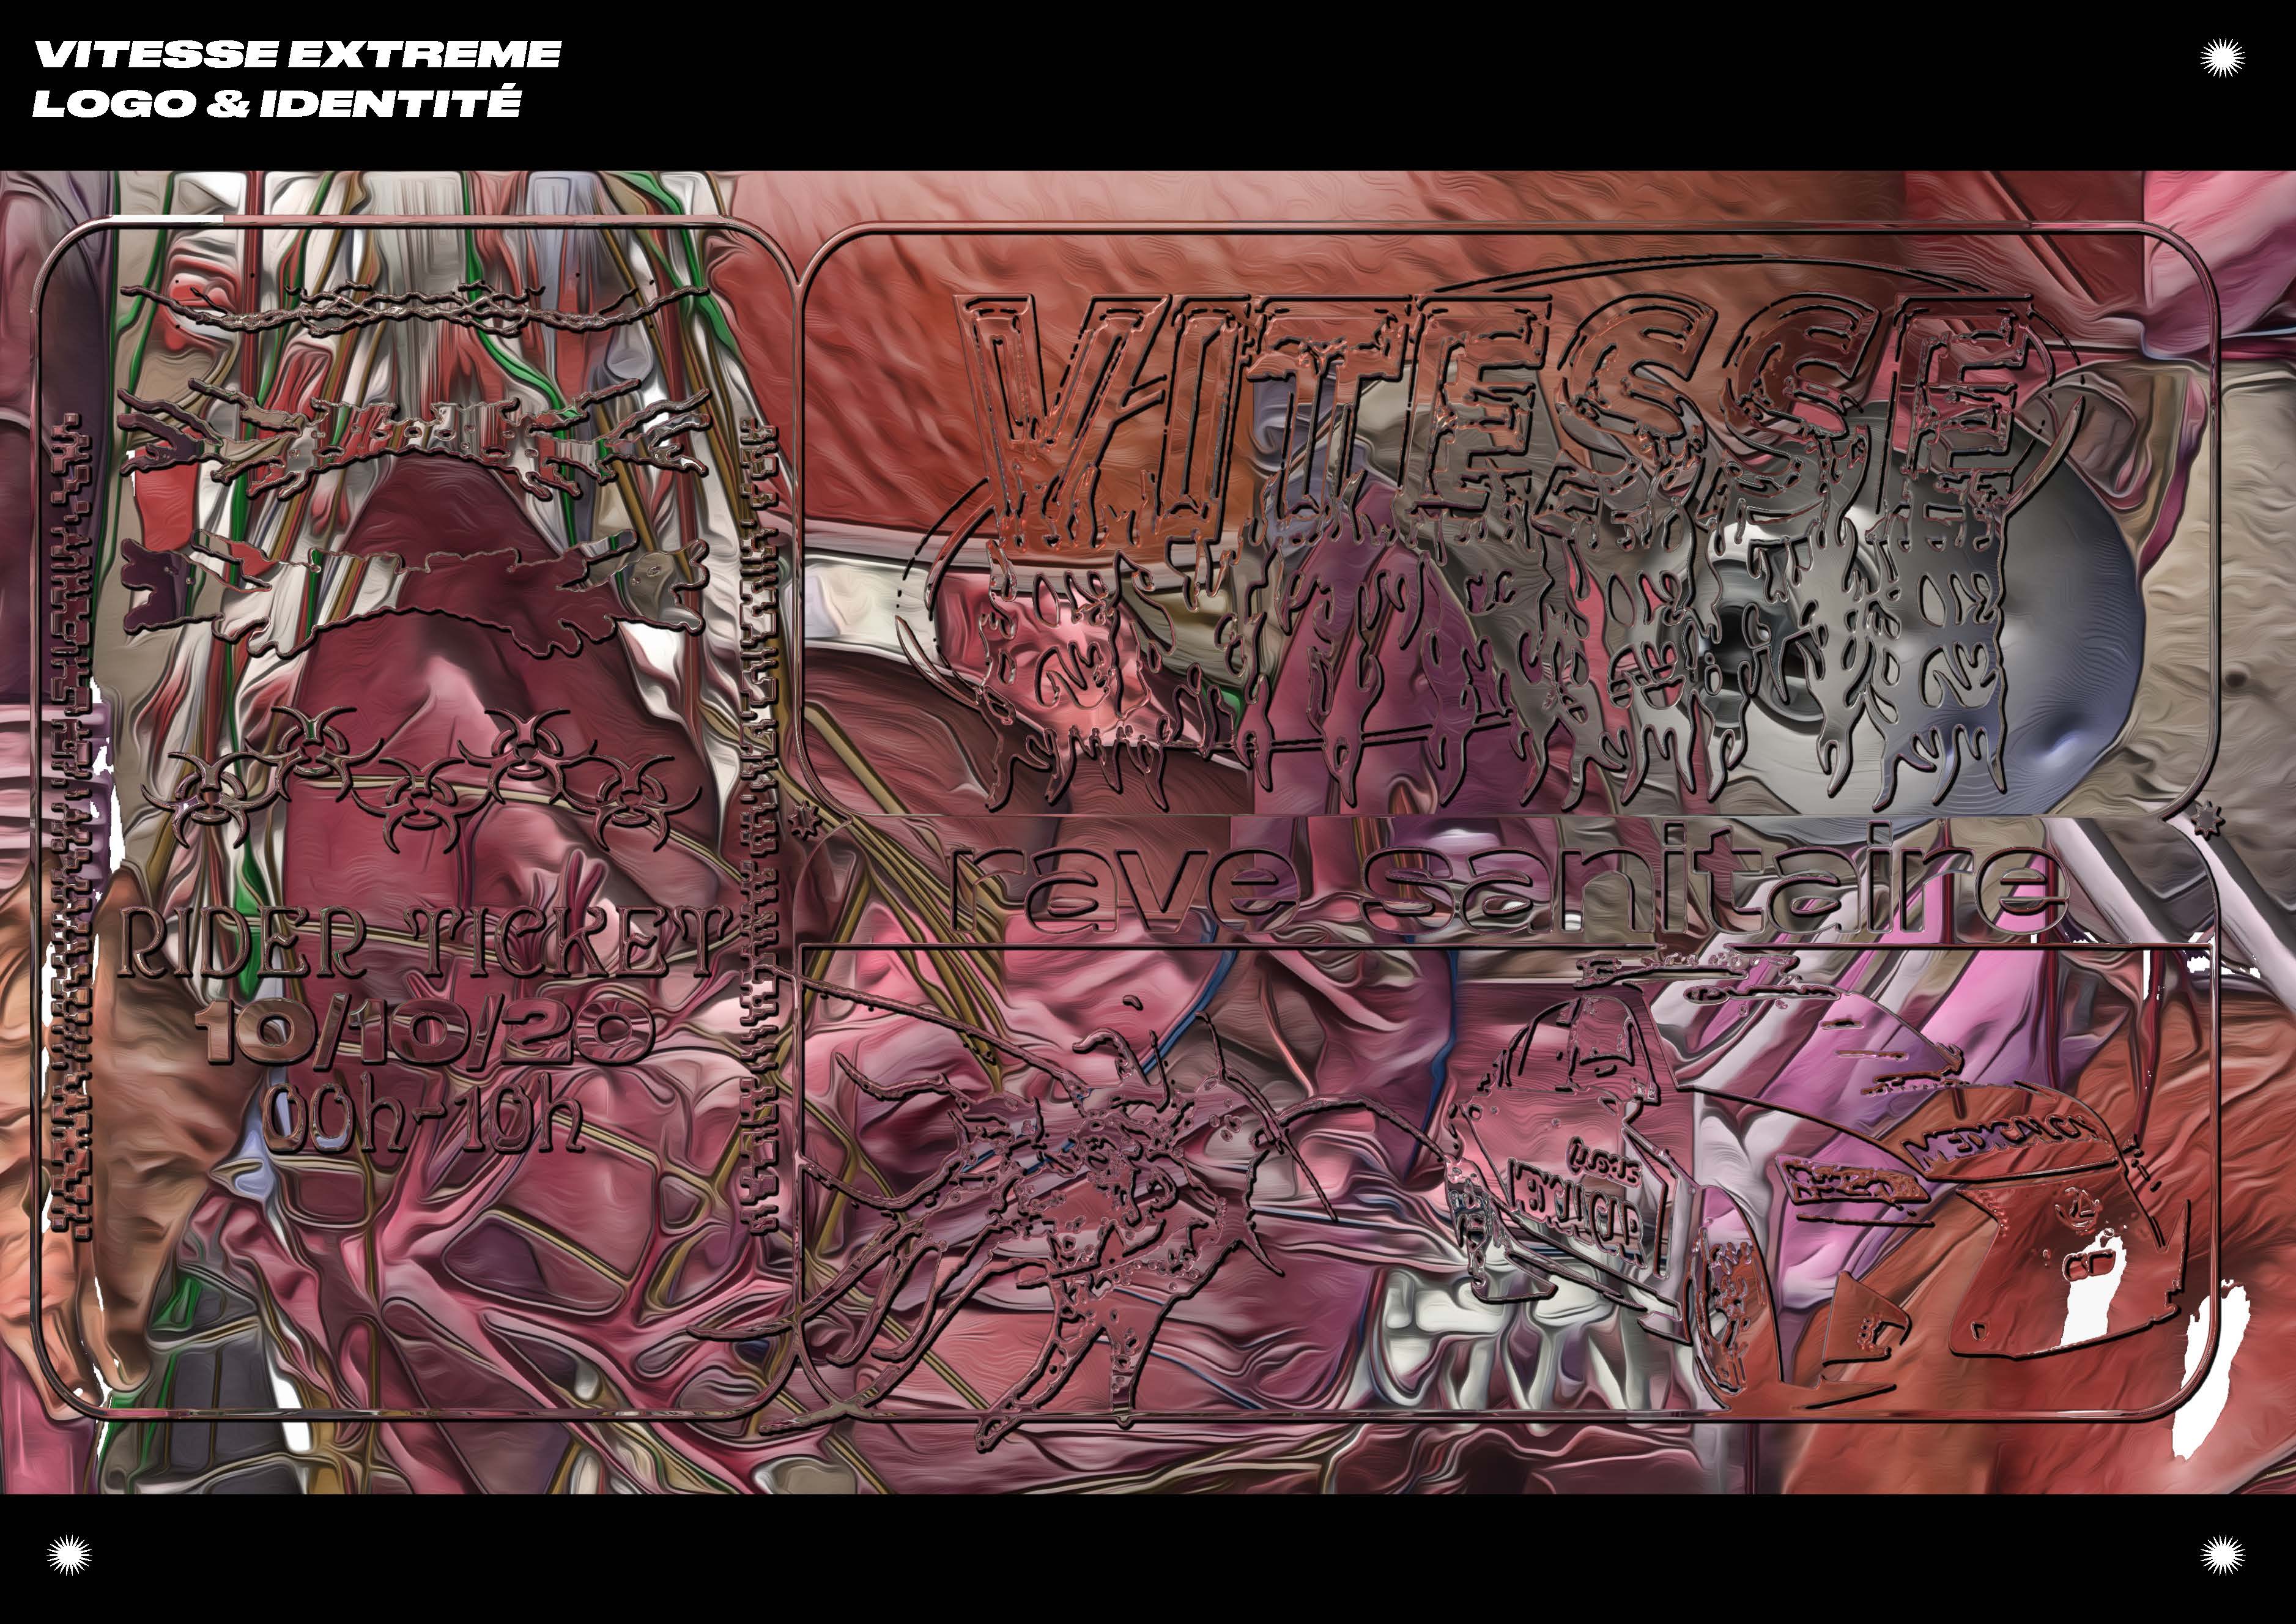 VITESSE EXTREME
LOGO & IDENTITÉ
VITESSE
rave sanitaire
RIDER TICKET
10/10/20
00h-10h